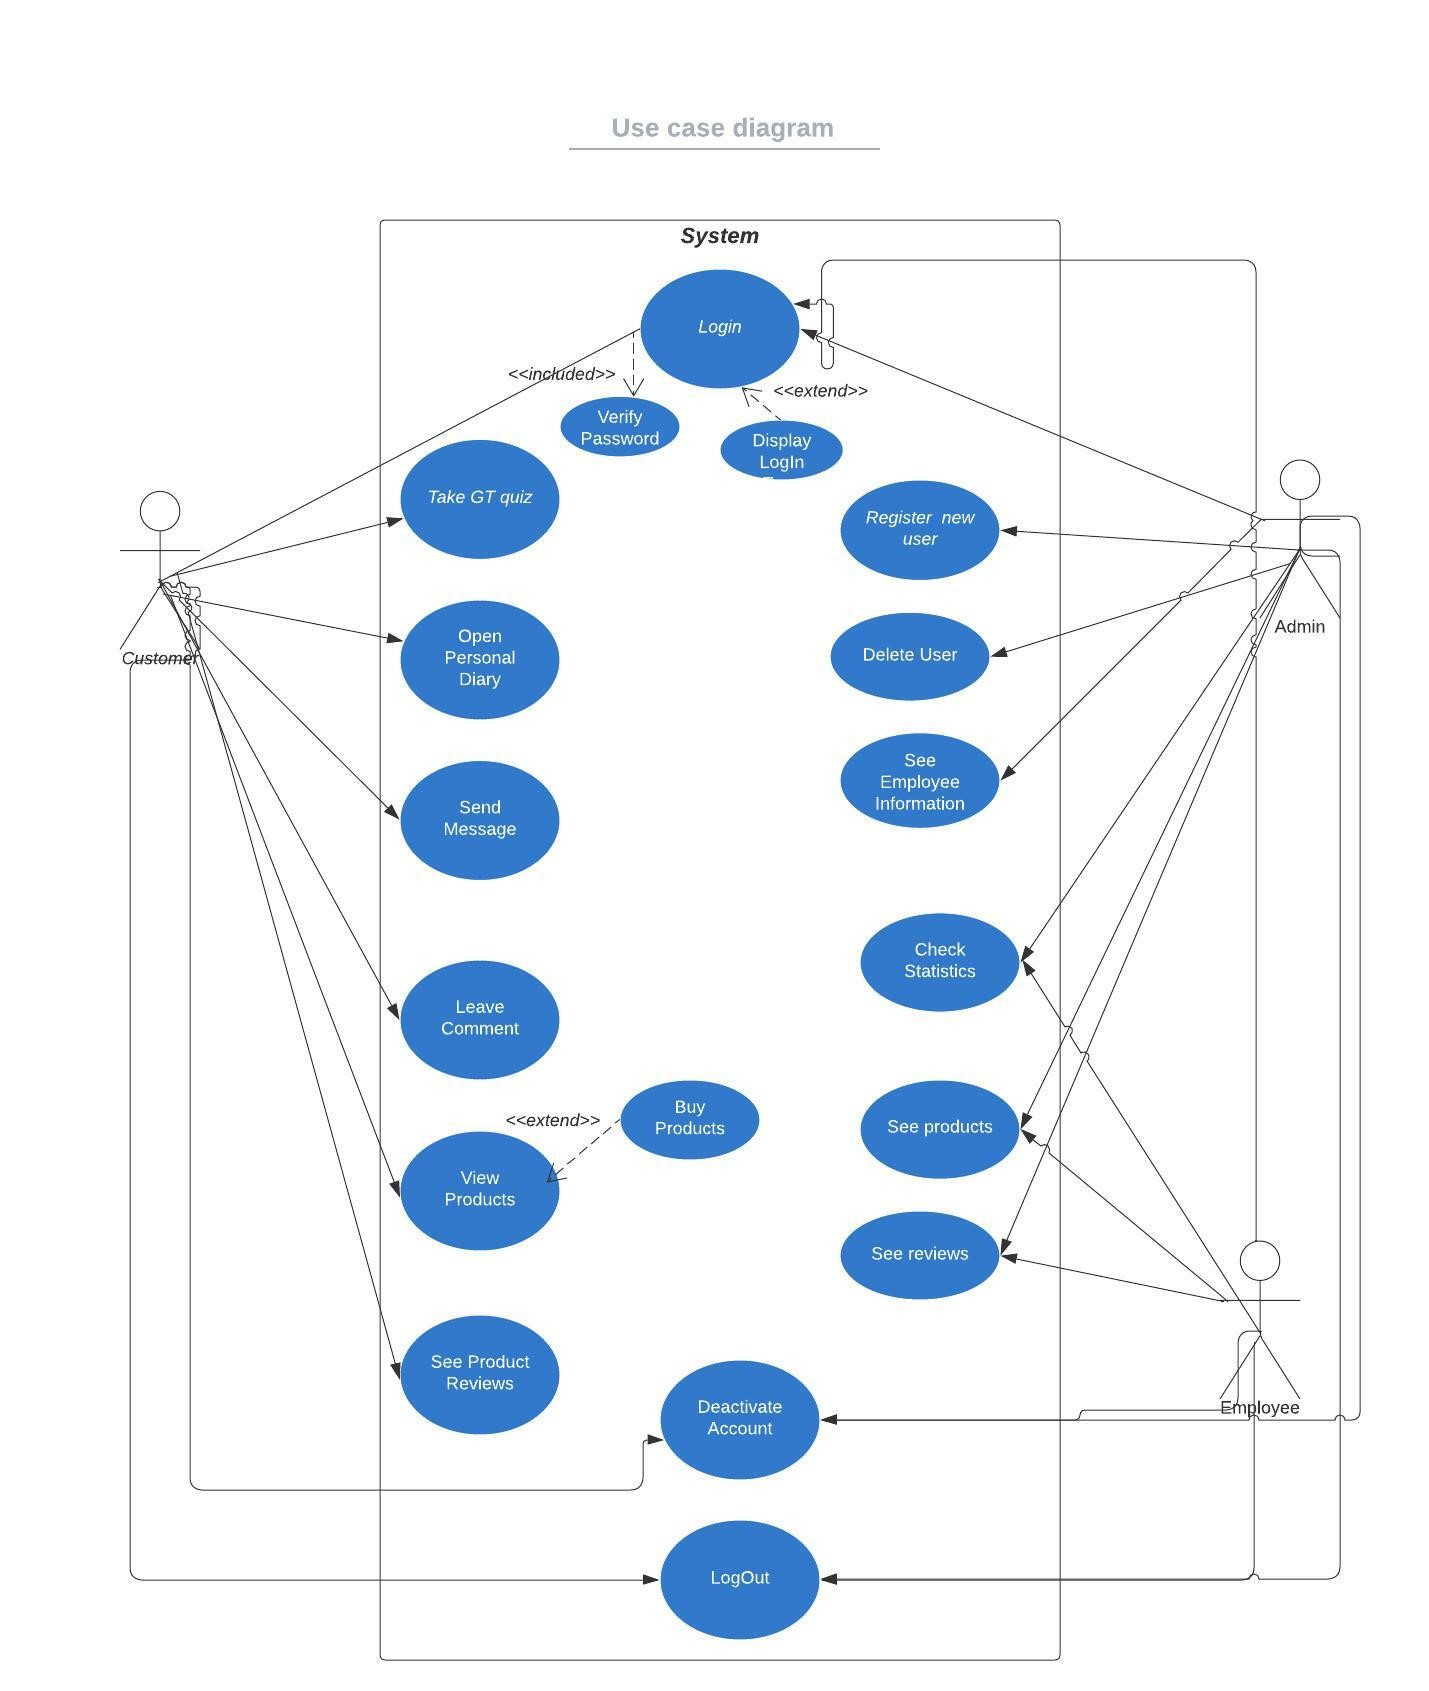 Use case diagram
System
Login
<<included>>
<<extend>>
Verify
Password
Display
LogIn
Take GT quiz
Register new
user
Admin
Open
Personal
Diary
Delete User
Customer
See
Employee
Information
Send
Message
Check
Statistics
Leave
Comment
Buy
Products
<<extend>>
See products
View
Products
See reviews
See Product
Reviews
Deactivate
Account
Employee
LogOut